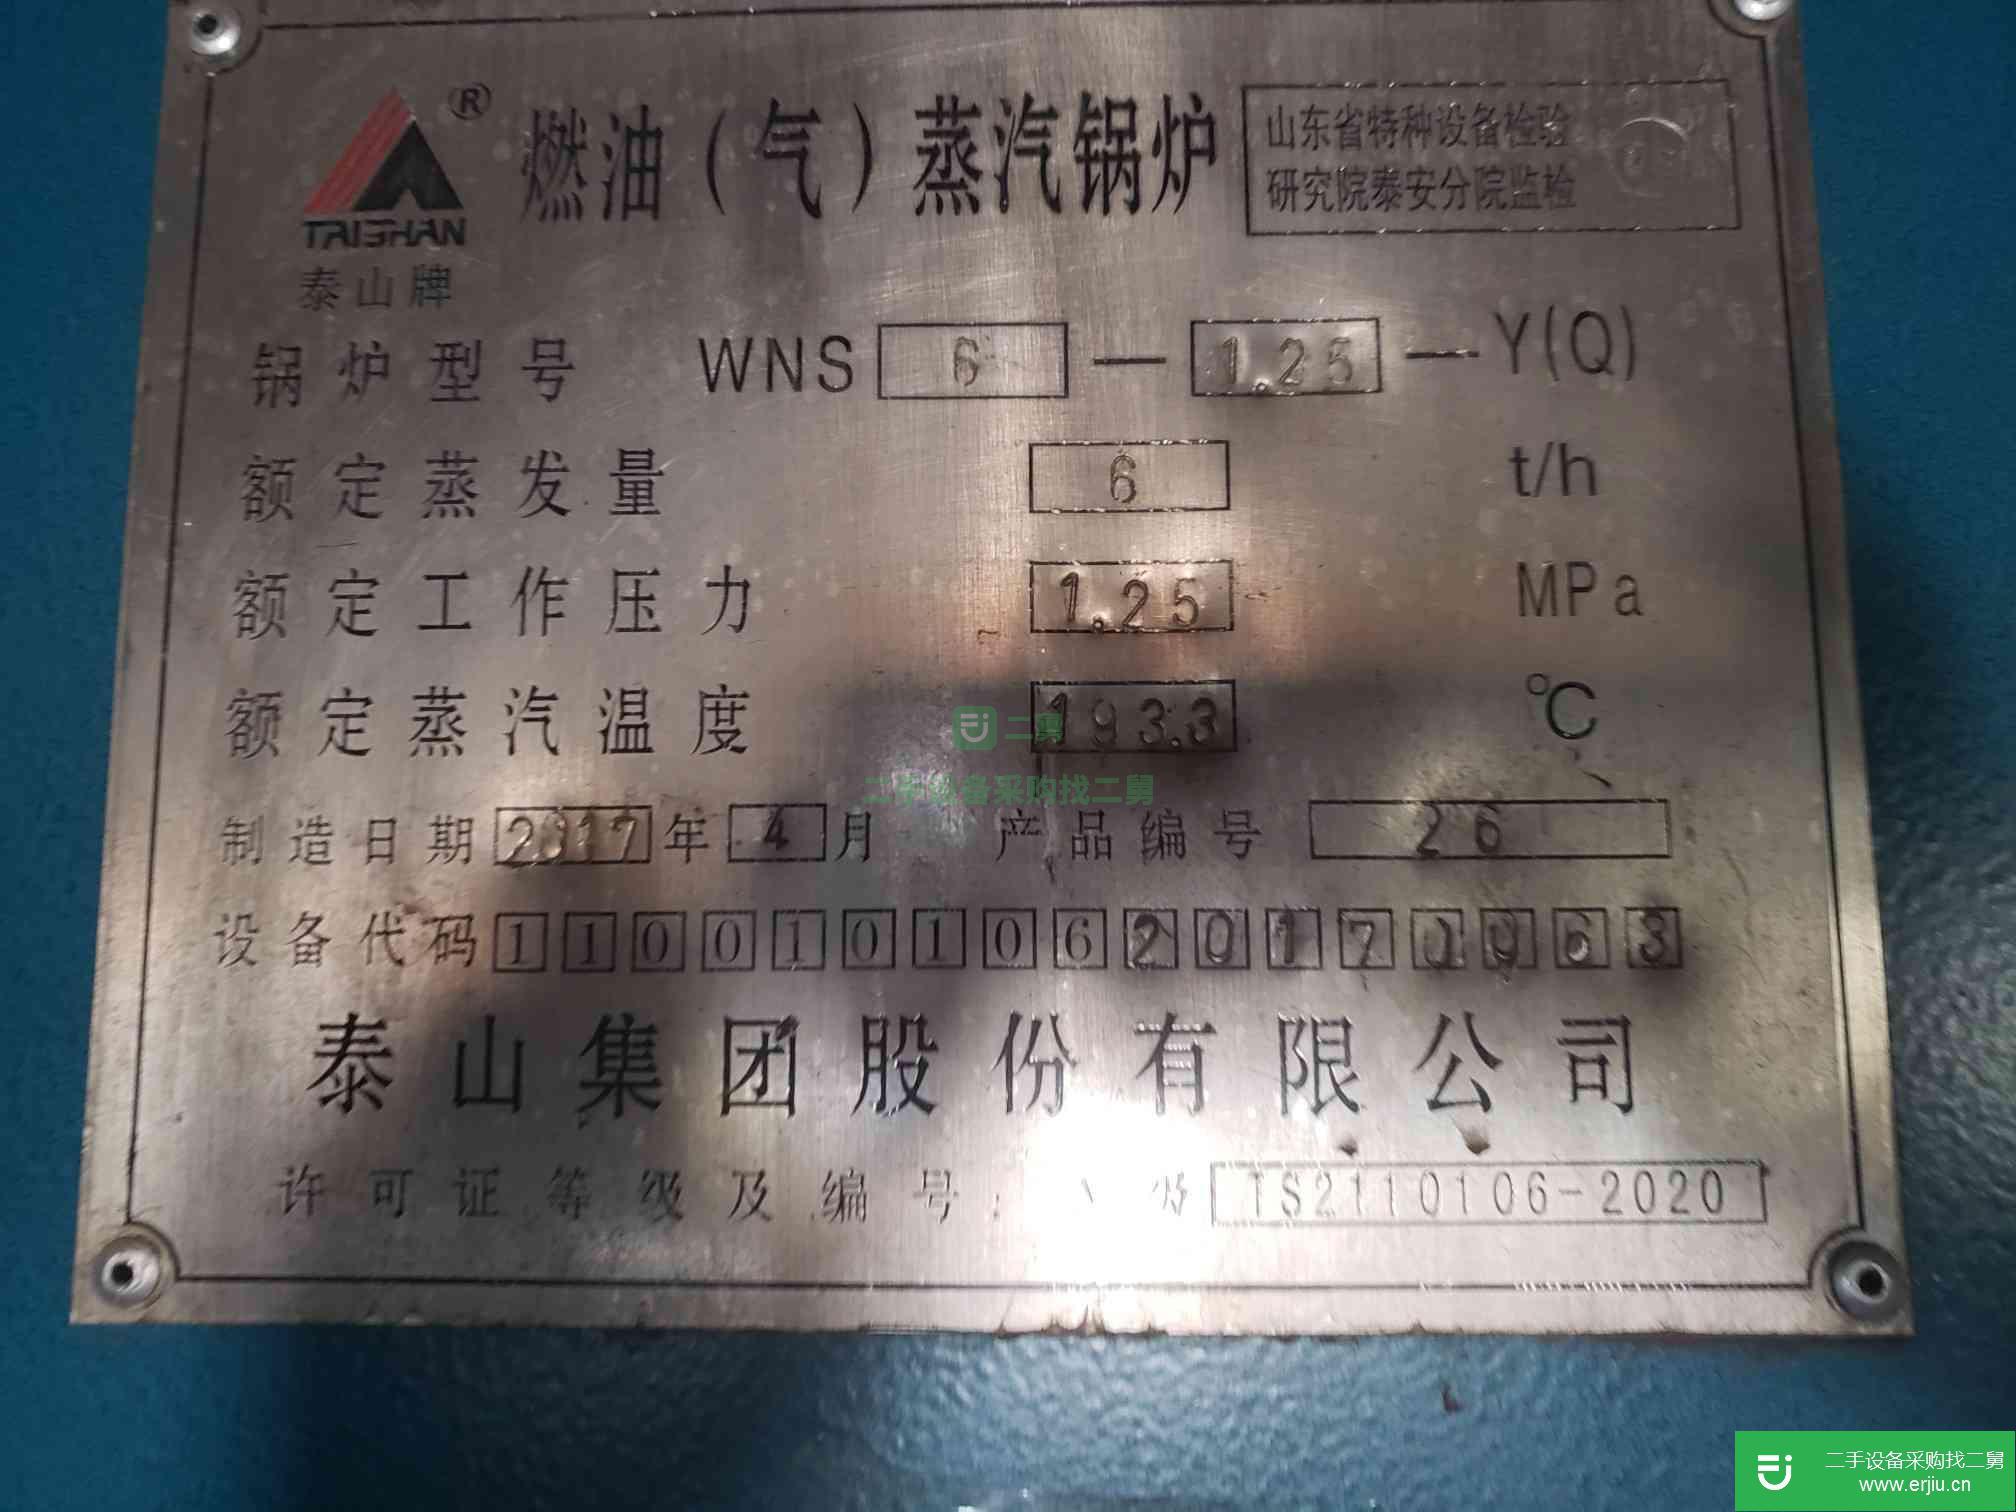 ® 燃油（气）蒸汽锅炉
山东省特种设备检验
研究院泰安分院监检
TAISHAN
泰山牌
锅炉型号 WNS 6 — 1.25 — Y(Q)
额定蒸发量 6 t/h
额定工作压力 1.25 MPa
额定蒸汽温度 193.3 ℃
二舅
二手设备采购找二舅
制造日期 2017 年 4 月 产品编号 26
设备代码 11001010620170063
泰山集团股份有限公司
许可证等级及编号： TS2110106-2020
二手设备采购找二舅
www.erjiu.cn